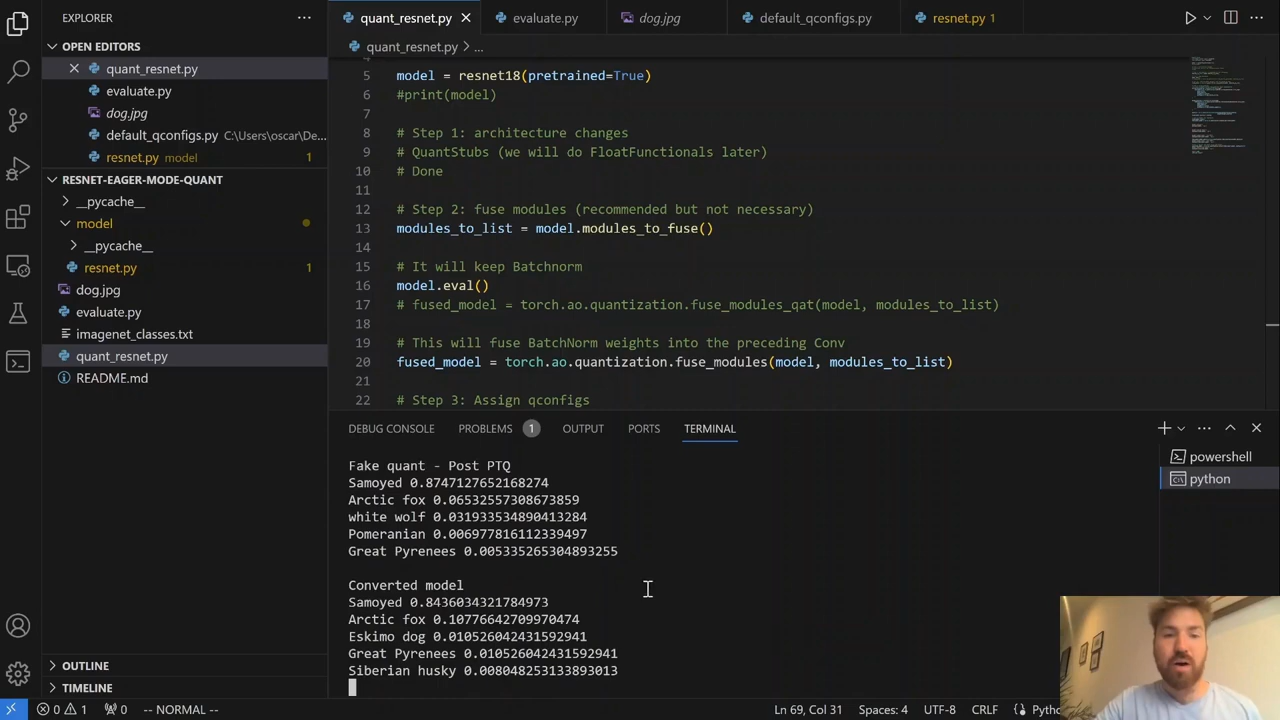 EXPLORER
quant_resnet.py
evaluate.py
dog.jpg
default_qconfigs.py
resnet.py 1
OPEN EDITORS
quant_resnet.py > ...
quant_resnet.py
evaluate.py
dog.jpg
default_qconfigs.py C:\Users\oscar\De...
resnet.py model 1
RESNET-EAGER-MODE-QUANT
__pycache__
model
__pycache__
resnet.py 1
dog.jpg
evaluate.py
imagenet_classes.txt
quant_resnet.py
README.md
OUTLINE
TIMELINE
5 model = resnet18(pretrained=True)
6 #print(model)
7
8 # Step 1: architecture changes
9 # QuantStubs (we will do FloatFunctionals later)
10 # Done
11
12 # Step 2: fuse modules (recommended but not necessary)
13 modules_to_list = model.modules_to_fuse()
14
15 # It will keep Batchnorm
16 model.eval()
17 # fused_model = torch.ao.quantization.fuse_modules_qat(model, modules_to_list)
18
19 # This will fuse BatchNorm weights into the preceding Conv
20 fused_model = torch.ao.quantization.fuse_modules(model, modules_to_list)
21
22 # Step 3: Assign qconfigs
DEBUG CONSOLE PROBLEMS 1 OUTPUT PORTS TERMINAL
powershell
python
Fake quant - Post PTQ
Samoyed 0.8747127652168274
Arctic fox 0.06532557308673859
white wolf 0.031933534890413284
Pomeranian 0.006977816112339497
Great Pyrenees 0.005335265304893255
Converted model
Samoyed 0.8436034321784973
Arctic fox 0.10776642709970474
Eskimo dog 0.010526042431592941
Great Pyrenees 0.010526042431592941
Siberian husky 0.008048253133893013
0 1 0 -- NORMAL -- Ln 69, Col 31 Spaces: 4 UTF-8 CRLF